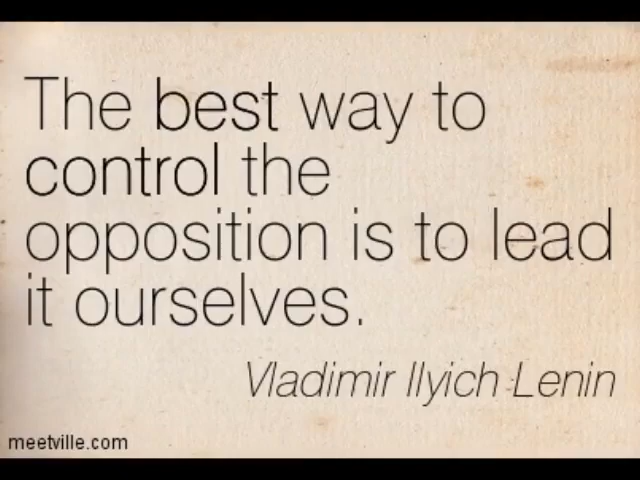 The best way to
control the
opposition is to lead
it ourselves.
Vladimir Ilyich Lenin
meetville.com